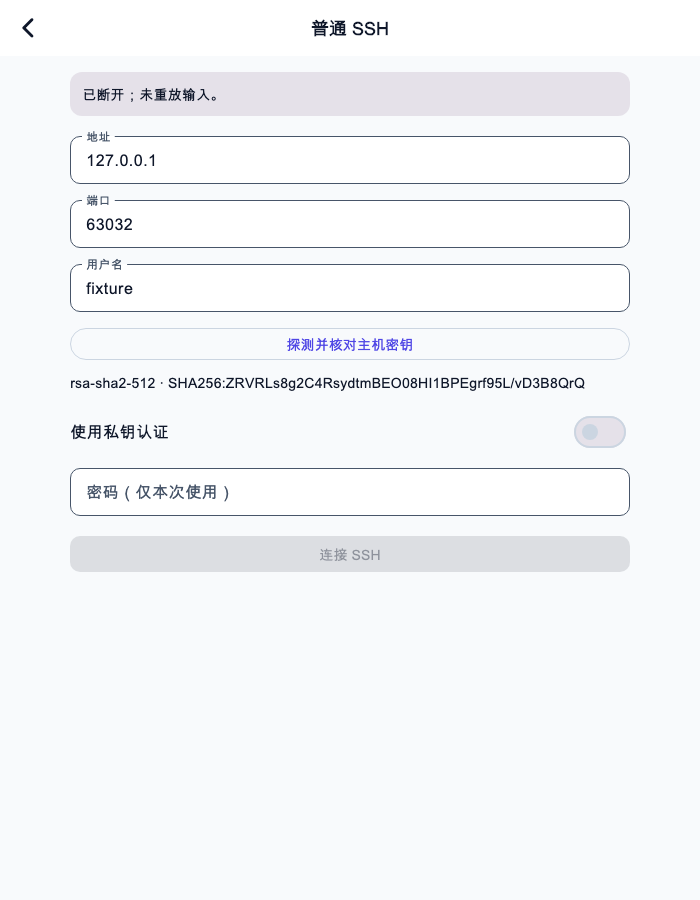 普通 SSH
已断开；未重放输入。
地址
127.0.0.1
端口
63032
用户名
fixture
探测并核对主机密钥
rsa-sha2-512 · SHA256:ZRVRLs8g2C4RsydtmBEO08HI1BPEgrf95L/vD3B8QrQ
使用私钥认证
密码（仅本次使用）
连接 SSH